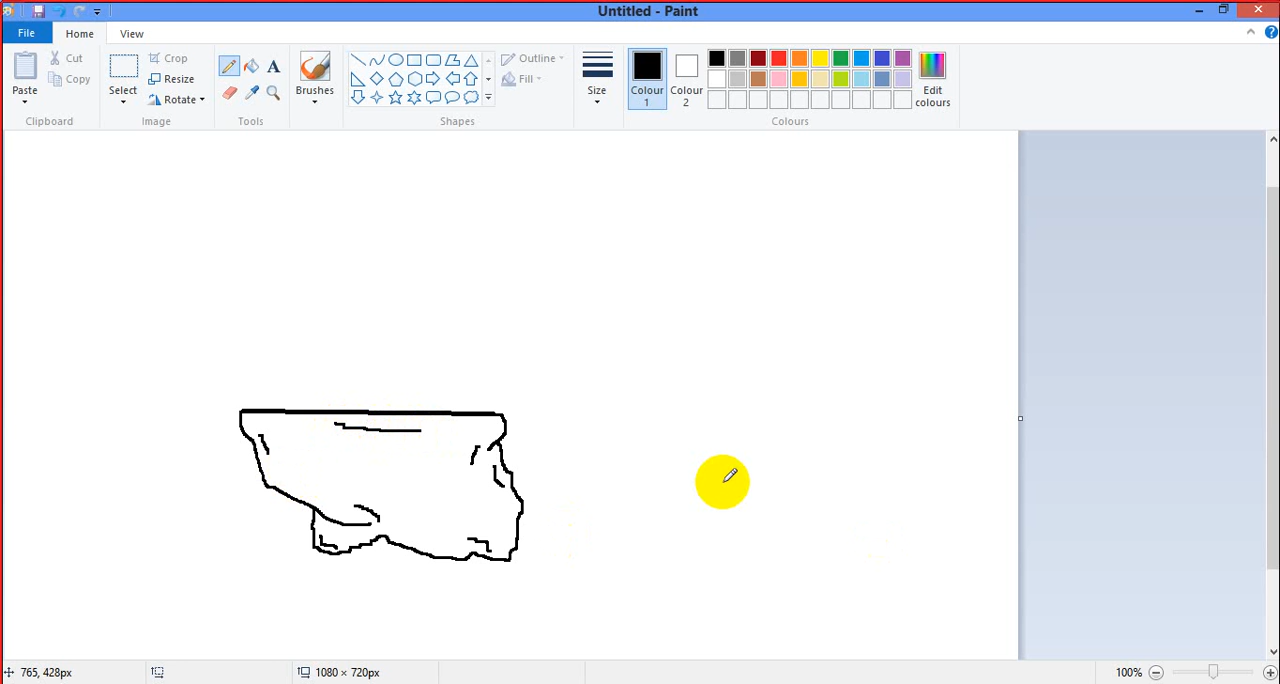 Untitled - Paint
File Home View
Paste Cut Copy
Clipboard
Select Crop Resize Rotate
Image
A
Tools
Brushes
Outline Fill
Shapes
Size
Colour 1
Colour 2
Edit colours
Colours
765, 428px
1080 × 720px
100%